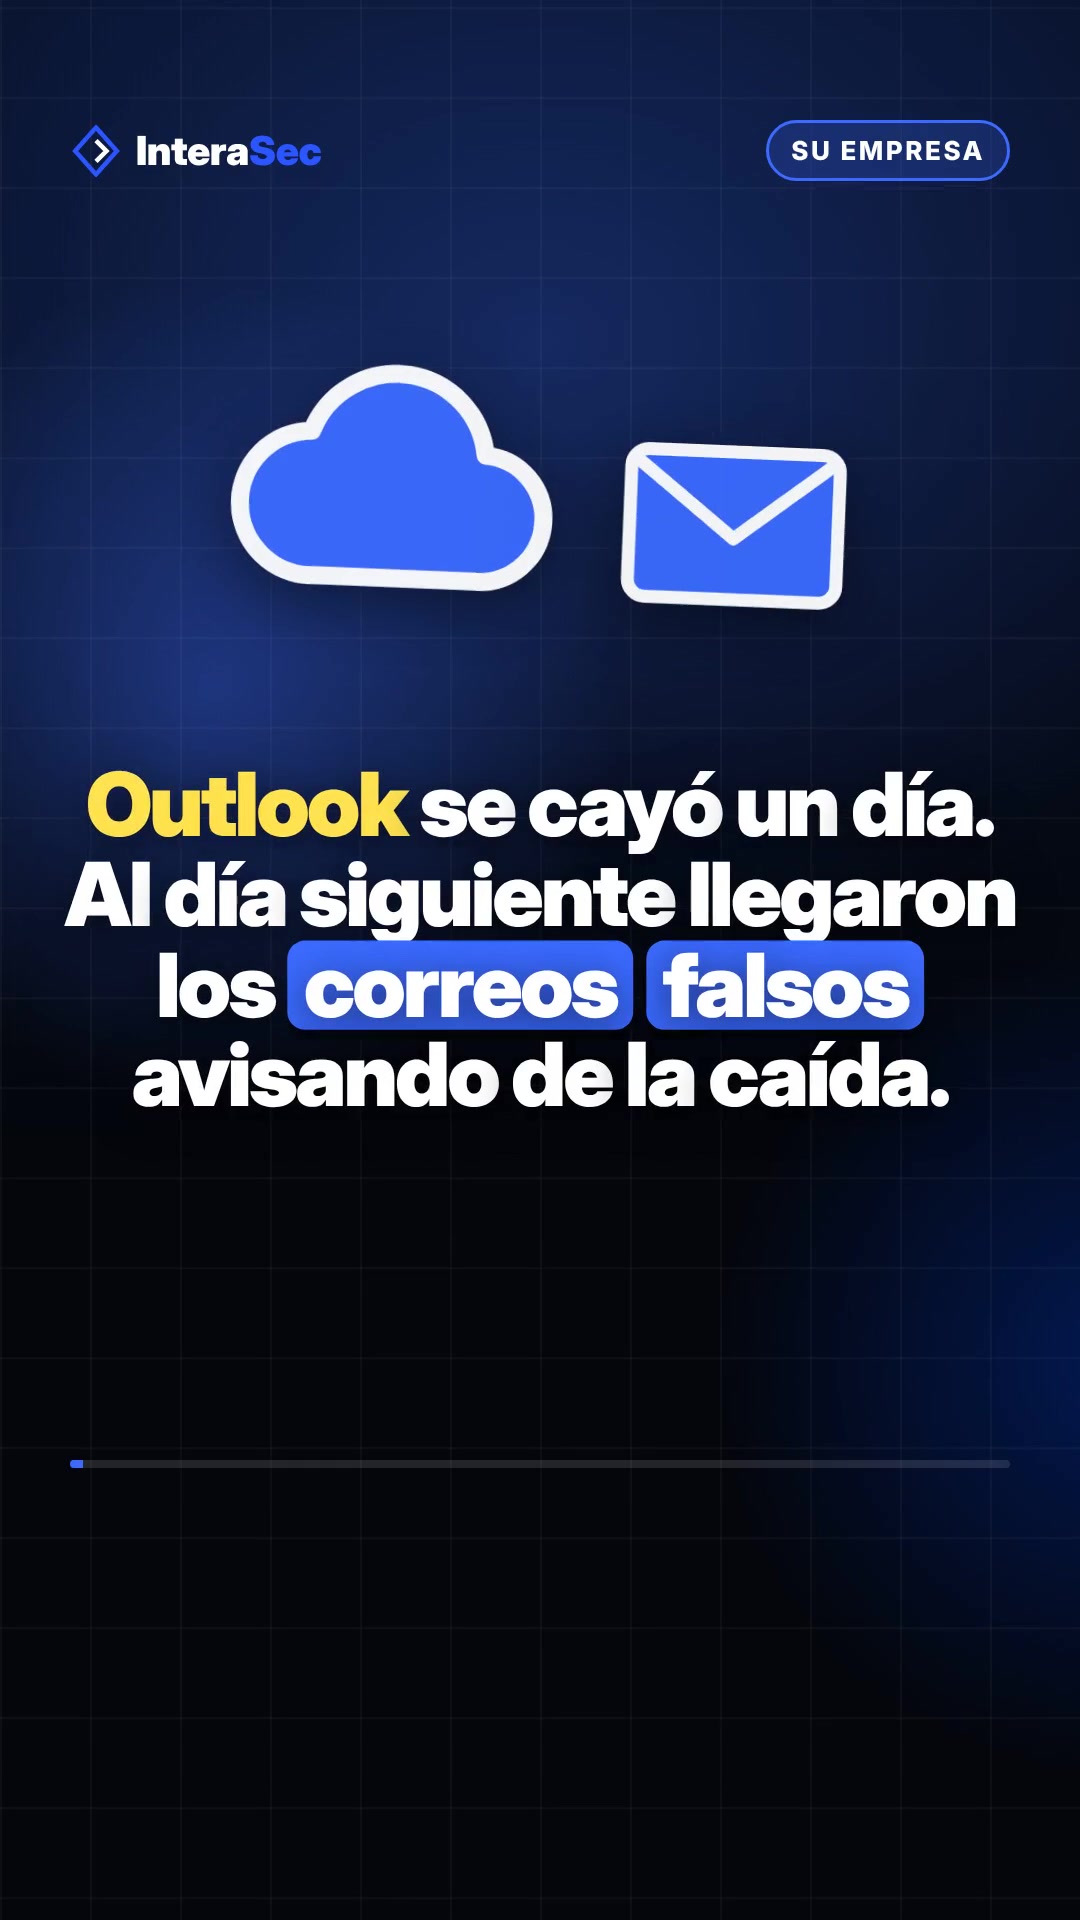 InteraSec
SU EMPRESA
Outlook se cayó un día.
Al día siguiente llegaron
los correos falsos
avisando de la caída.